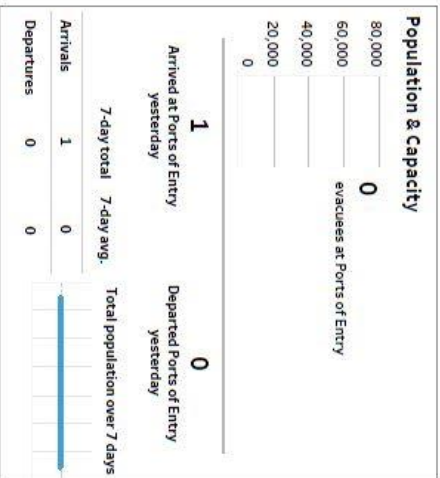 Population & Capacity
80,000
60,000
40,000
20,000
0
0
evacuees at Ports of Entry
1
Arrived at Ports of Entry
yesterday
0
Departed Ports of Entry
yesterday
7-day total 7-day avg.
Arrivals 1 0
Departures 0 0
Total population over 7 days